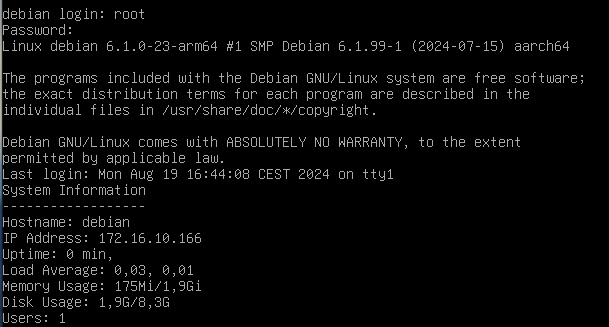 debian login: root
Password:
Linux debian 6.1.0-23-arm64 #1 SMP Debian 6.1.99-1 (2024-07-15) aarch64
The programs included with the Debian GNU/Linux system are free software;
the exact distribution terms for each program are described in the
individual files in /usr/share/doc/*/copyright.
Debian GNU/Linux comes with ABSOLUTELY NO WARRANTY, to the extent
permitted by applicable law.
Last login: Mon Aug 19 16:44:08 CEST 2024 on tty1
System Information
------------------
Hostname: debian
IP Address: 172.16.10.166
Uptime: 0 min,
Load Average: 0,03, 0,01
Memory Usage: 175Mi/1,9Gi
Disk Usage: 1,9G/8,3G
Users: 1